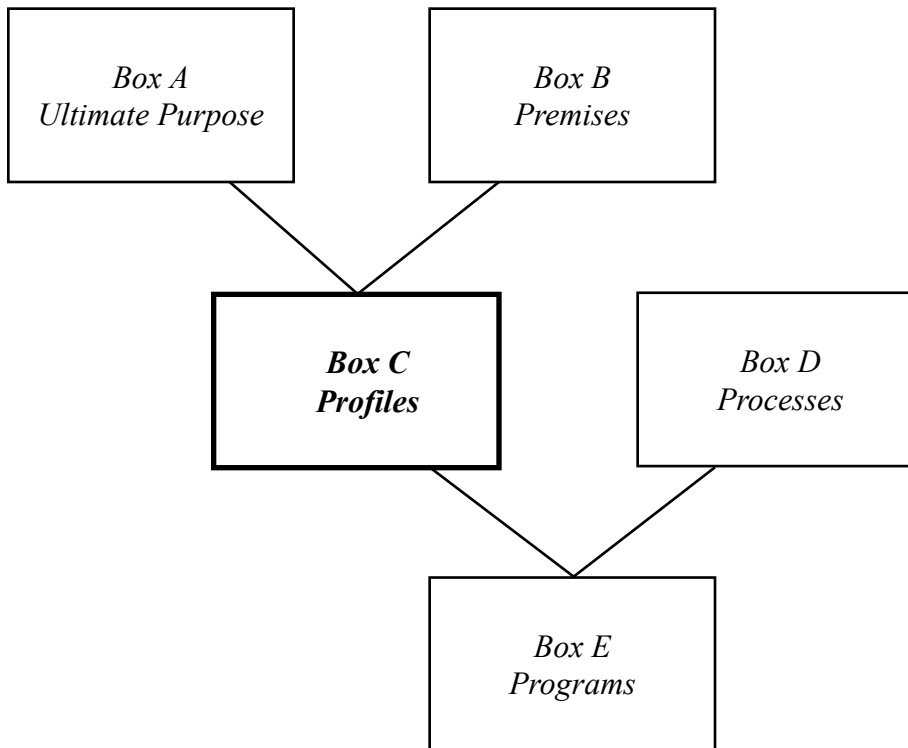 Box A
Ultimate Purpose
Box B
Premises
Box C
Profiles
Box D
Processes
Box E
Programs